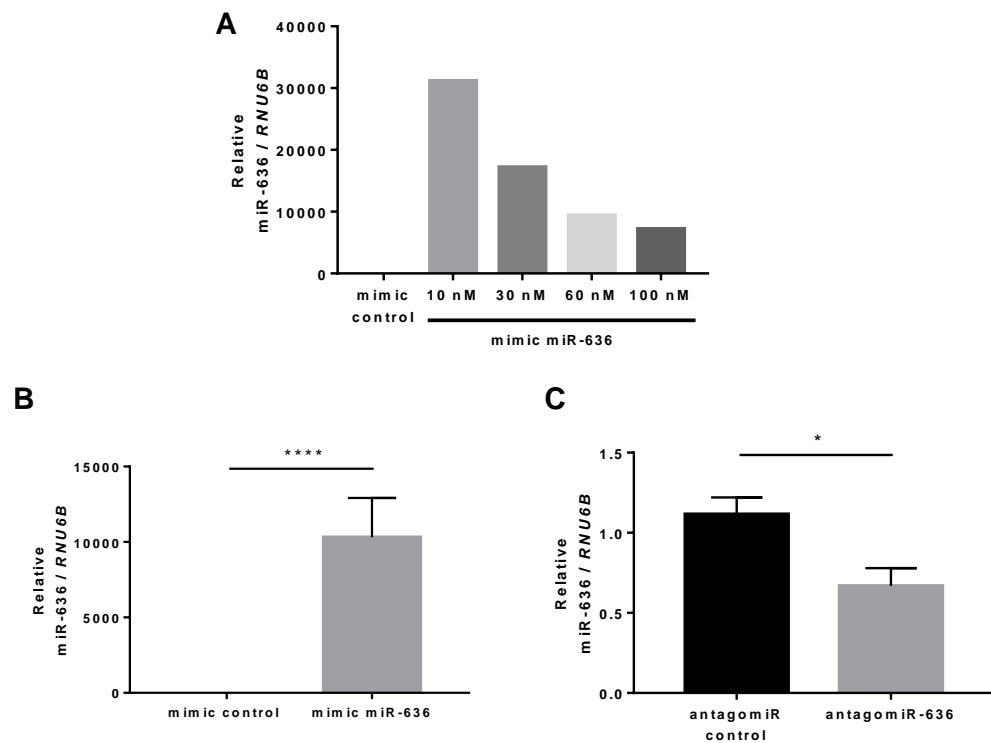 A
Relative
miR-636 / RNU6B
40000
30000
20000
10000
0
mimic
control
10 nM
30 nM
60 nM
100 nM
mimic miR-636
B
Relative
miR-636 / RNU6B
15000
10000
5000
0
****
mimic control
mimic miR-636
C
Relative
miR-636 / RNU6B
1.5
1.0
0.5
0.0
*
antagomiR
control
antagomiR-636